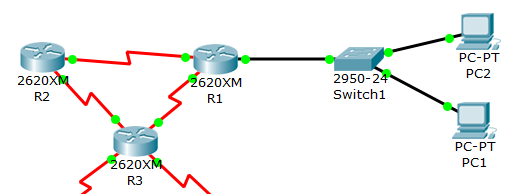 2620XM
R2
2620XM
R1
2950-24
Switch1
PC-PT
PC2
PC-PT
PC1
2620XM
R3